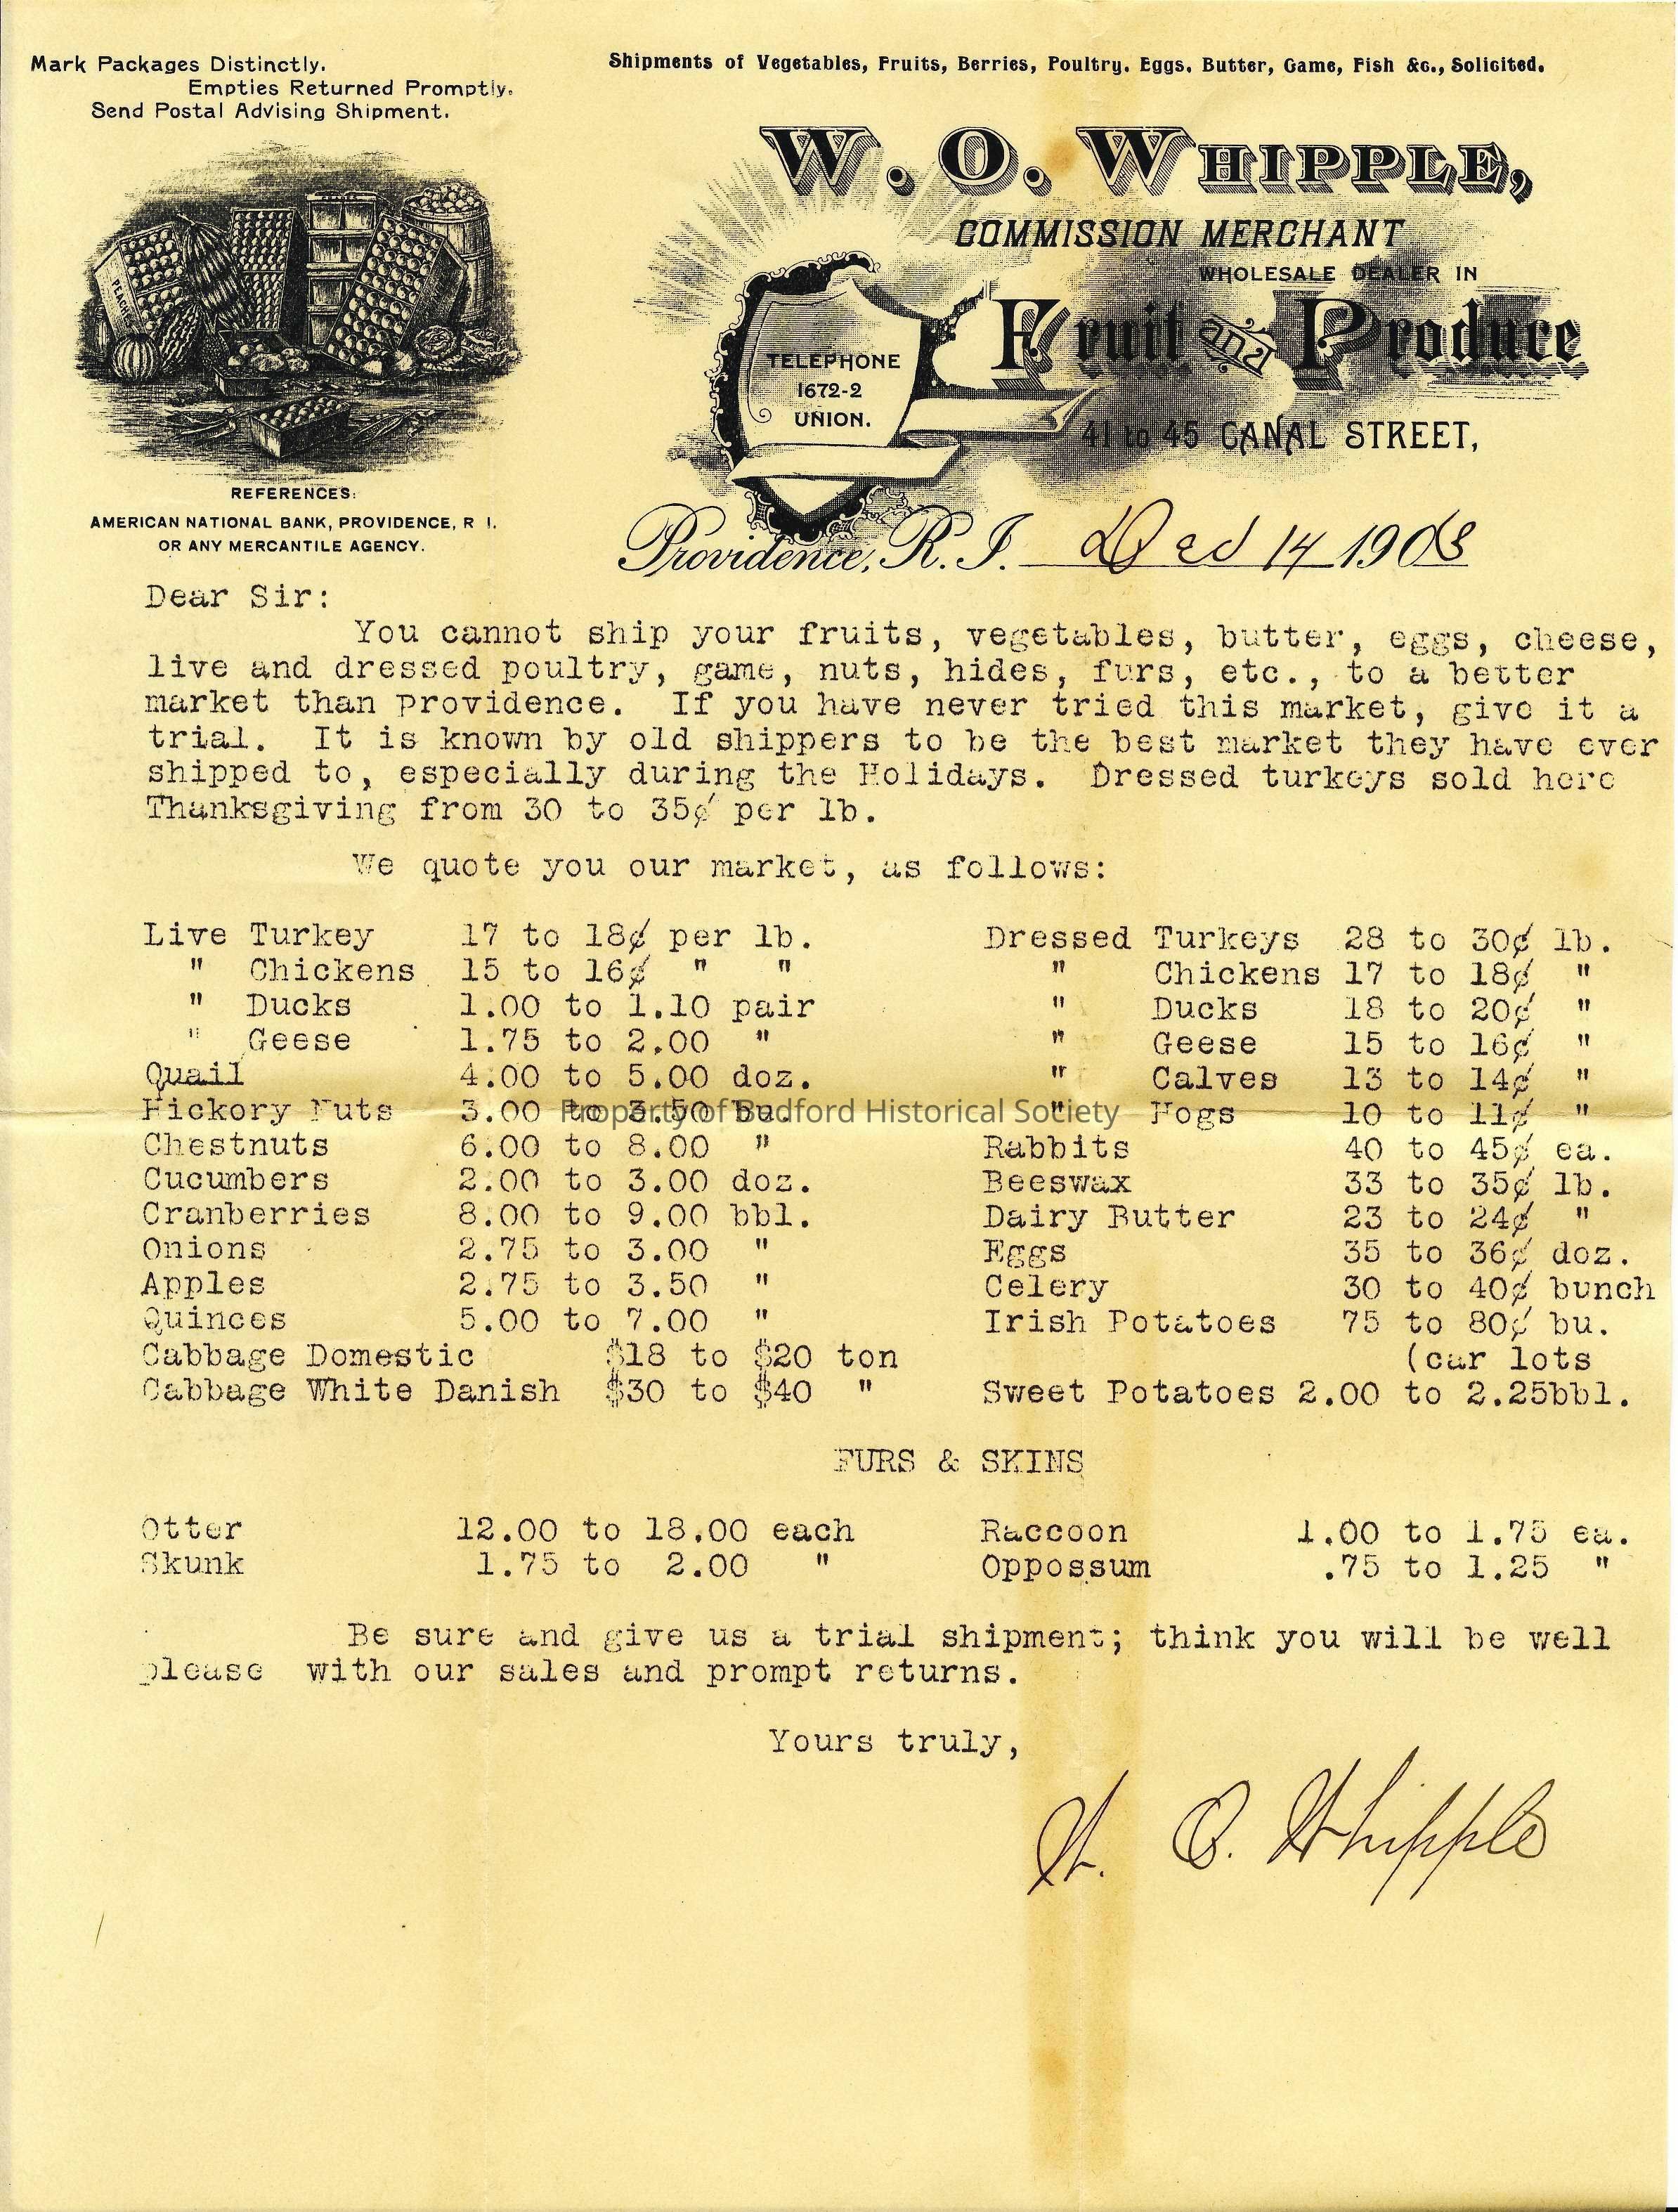 Mark Packages Distinctly.
Empties Returned Promptly.
Send Postal Advising Shipment.
Shipments of Vegetables, Fruits, Berries, Poultry. Eggs. Butter, Game, Fish &c., Solicited.
W. O. WHIPPLE,
COMMISSION MERCHANT
WHOLESALE DEALER IN
Fruit and Produce
TELEPHONE
1672-2
UNION.
41 to 45 CANAL STREET,
PEACHES
REFERENCES:
AMERICAN NATIONAL BANK, PROVIDENCE, R I.
OR ANY MERCANTILE AGENCY.
Providence, R. I. Dec 14 1908
Dear Sir:
You cannot ship your fruits, vegetables, butter, eggs, cheese,
live and dressed poultry, game, nuts, hides, furs, etc., to a better
market than Providence. If you have never tried this market, give it a
trial. It is known by old shippers to be the best market they have ever
shipped to, especially during the Holidays. Dressed turkeys sold here
Thanksgiving from 30 to 35¢ per lb.
We quote you our market, as follows:
Live Turkey 17 to 18¢ per lb. Dressed Turkeys 28 to 30¢ lb.
" Chickens 15 to 16¢ " " " Chickens 17 to 18¢ "
" Ducks 1.00 to 1.10 pair " Ducks 18 to 20¢ "
" Geese 1.75 to 2.00 " " Geese 15 to 16¢ "
Quail 4.00 to 5.00 doz. " Calves 13 to 14¢ "
Hickory Nuts 3.00 to 3.50 bu. " Hogs 10 to 11¢ "
Property of Bedford Historical Society
Chestnuts 6.00 to 8.00 " Rabbits 40 to 45¢ ea.
Cucumbers 2.00 to 3.00 doz. Beeswax 33 to 35¢ lb.
Cranberries 8.00 to 9.00 bbl. Dairy Butter 23 to 24¢ "
Onions 2.75 to 3.00 " Eggs 35 to 36¢ doz.
Apples 2.75 to 3.50 " Celery 30 to 40¢ bunch
Quinces 5.00 to 7.00 " Irish Potatoes 75 to 80¢ bu.
Cabbage Domestic $18 to $20 ton (car lots
Cabbage White Danish $30 to $40 " Sweet Potatoes 2.00 to 2.25bbl.
FURS & SKINS
Otter 12.00 to 18.00 each Raccoon 1.00 to 1.75 ea.
Skunk 1.75 to 2.00 " Oppossum .75 to 1.25 "
Be sure and give us a trial shipment; think you will be well
please with our sales and prompt returns.
Yours truly,
W. O. Whipple